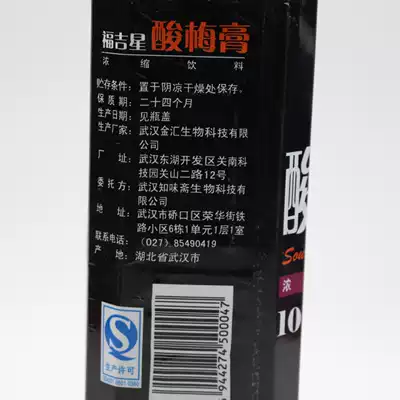 福吉星 酸梅膏
浓缩饮料
贮存条件：置于阴凉干燥处保存。
保质期：二十四个月
生产日期：见瓶盖
生产厂家：武汉金汇生物科技有限
公司
厂址：武汉东湖开发区关南科
技园关山二路12号
委托方：武汉知味斋生物科技有
限公司
地址：武汉市硚口区荣华街铁
路小区6栋1单元1层1室
联系电话：(027) 85490419
产地：湖北省武汉市
酸
Sou
浓
10
生产许可
6944274500047